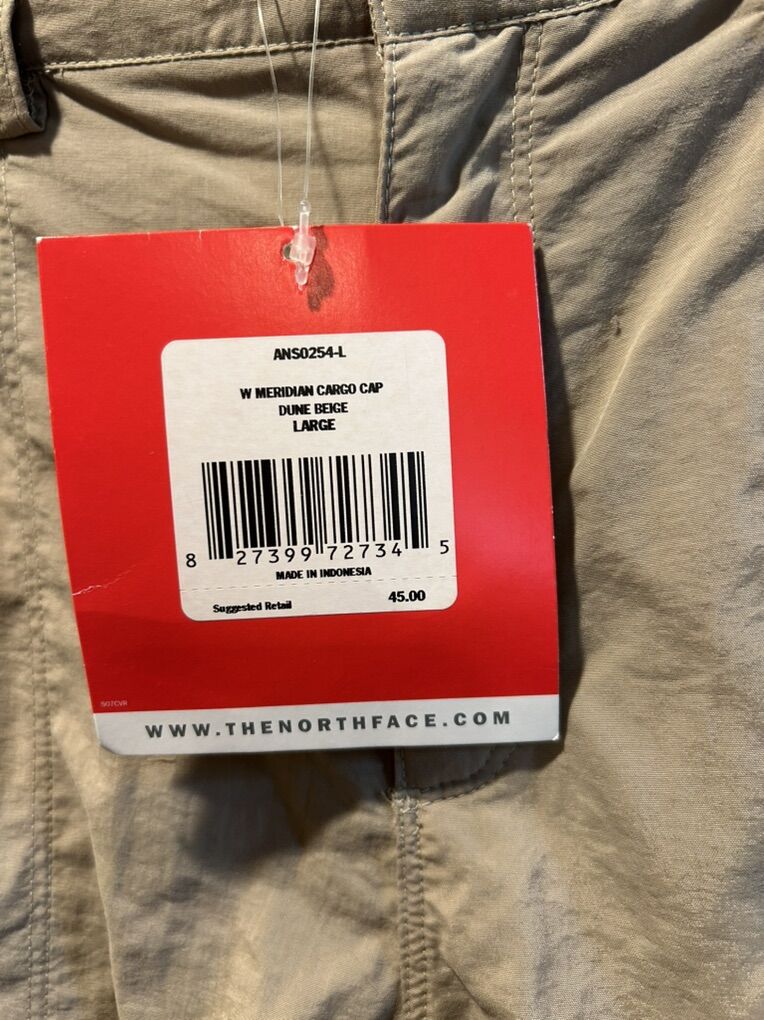 ANS0254-L
W MERIDIAN CARGO CAP
DUNE BEIGE
LARGE
8 27399 72734 5
MADE IN INDONESIA
Suggested Retail 45.00
S07CVR
WWW.THENORTHFACE.COM